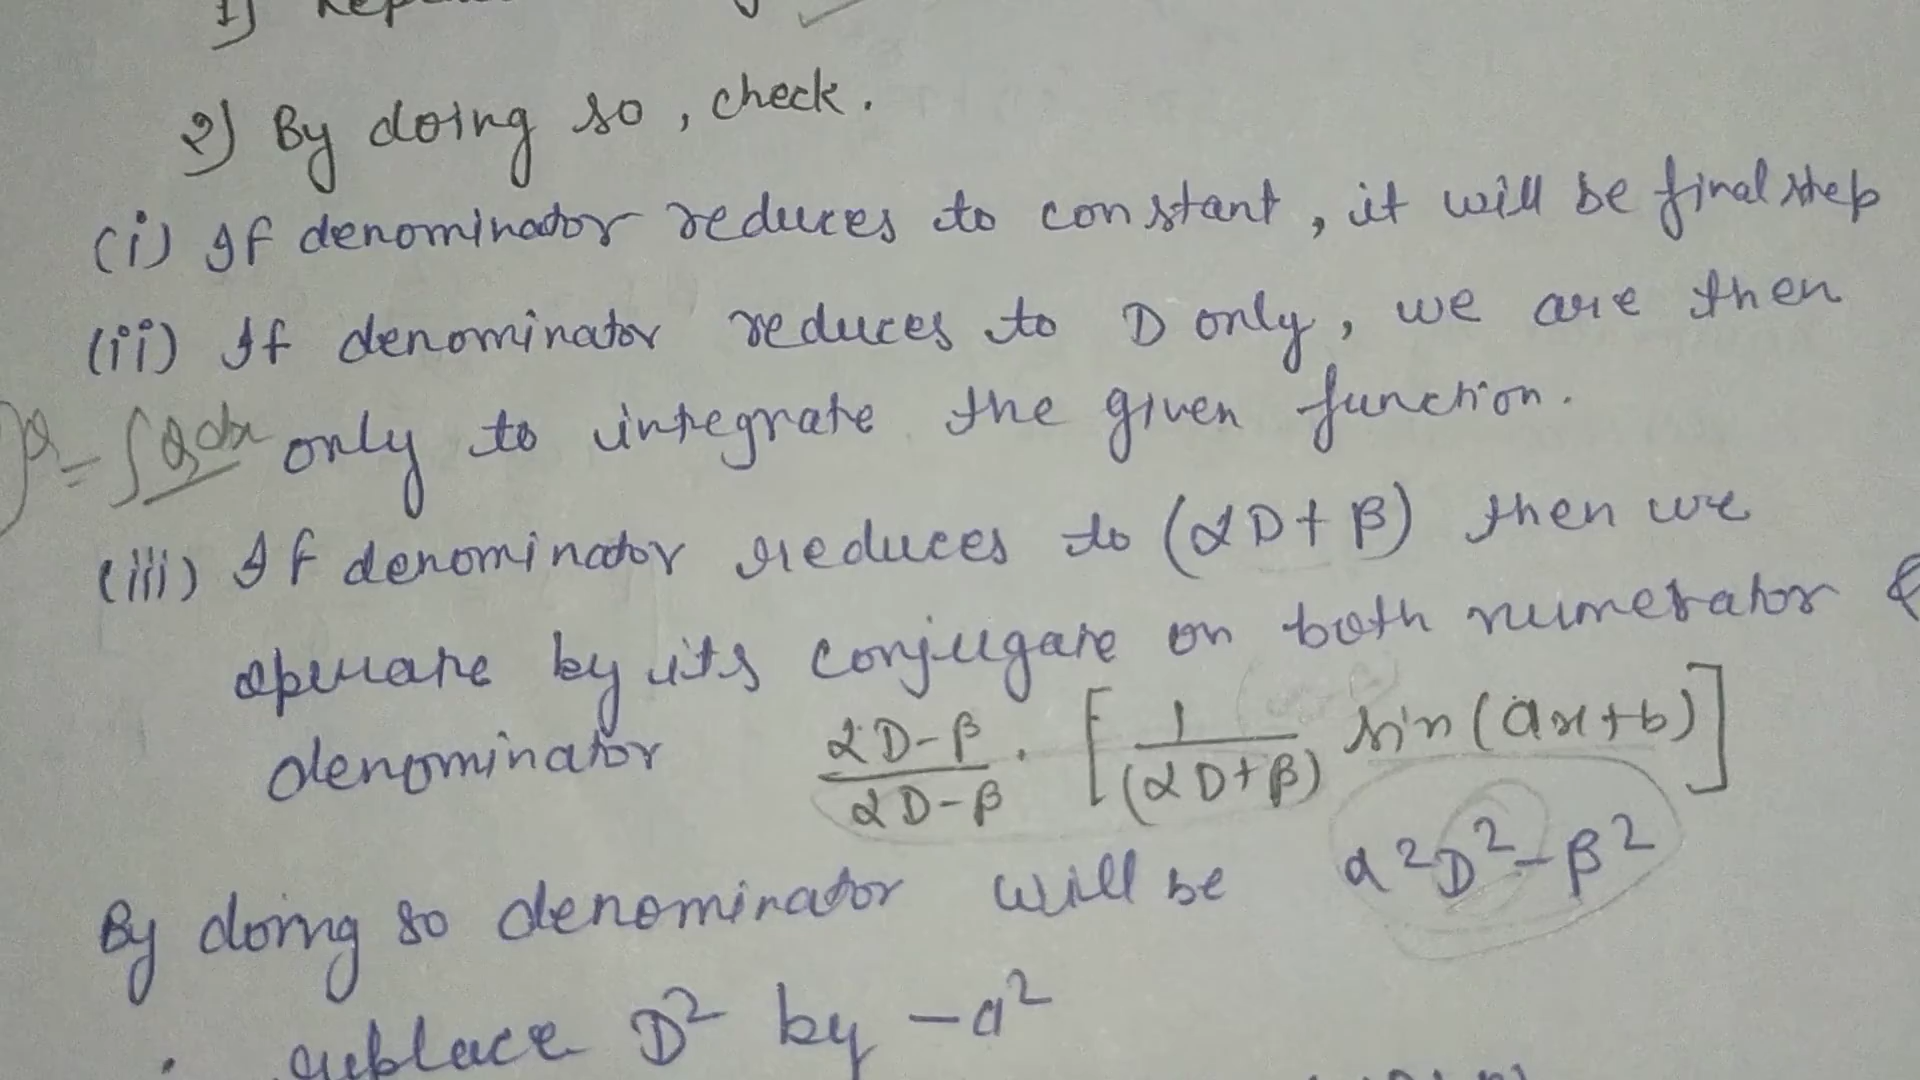 1)
2) By doing so, check.
(i) If denominator reduces to constant, it will be final step
(ii) If denominator reduces to D only, we are then
= ∫Q dx only to integrate the given function.
(iii) If denominator reduces to (αD+β) then we
operate by its conjugate on both numerator &
denominator αD-β/αD-β · [1/(αD+β) sin(ax+b)]
By doing so denominator will be α²D²-β²
replace D² by -a²